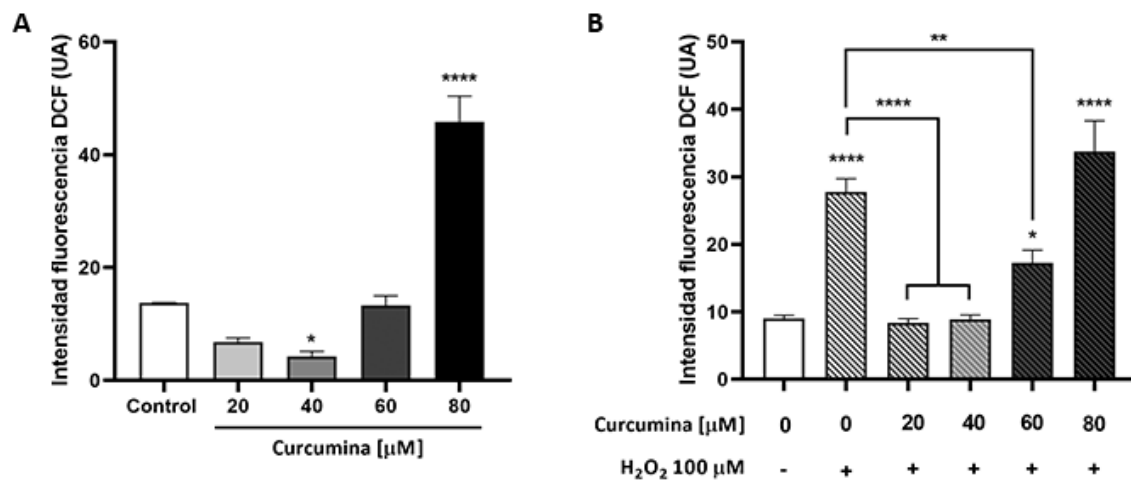 A
Intensidad fluorescencia DCF (UA)
60
40
20
0
****
*
Control 20 40 60 80
Curcumina [µM]
B
Intensidad fluorescencia DCF (UA)
50
40
30
20
10
0
**
****
****
****
*
Curcumina [µM] 0 0 20 40 60 80
H₂O₂ 100 µM - + + + + +